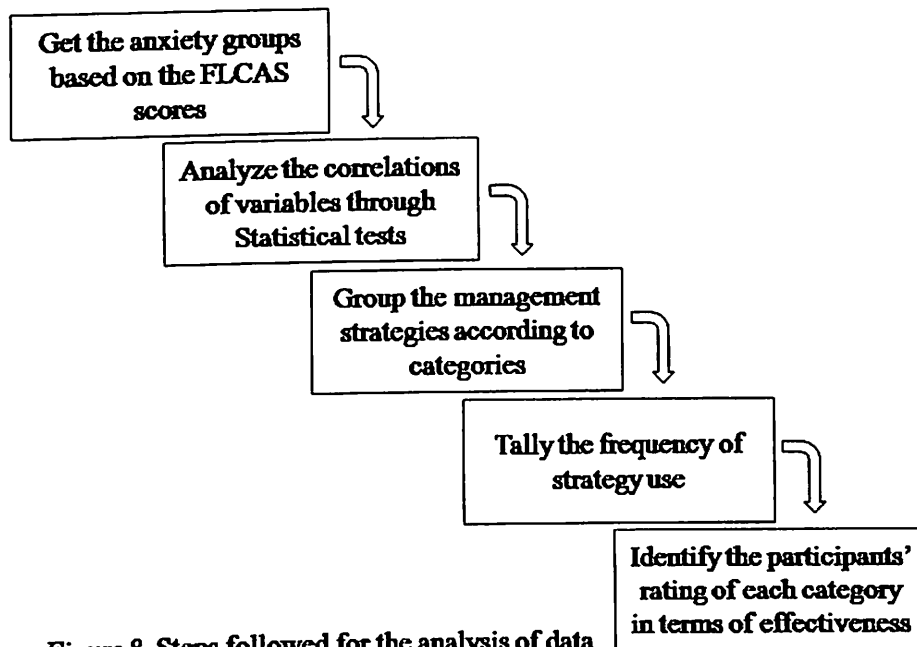 Get the anxiety groups
based on the FLCAS
scores
Analyze the correlations
of variables through
Statistical tests
Group the management
strategies according to
categories
Tally the frequency of
strategy use
Identify the participants'
rating of each category
in terms of effectiveness
Figure 8. Steps followed for the analysis of data